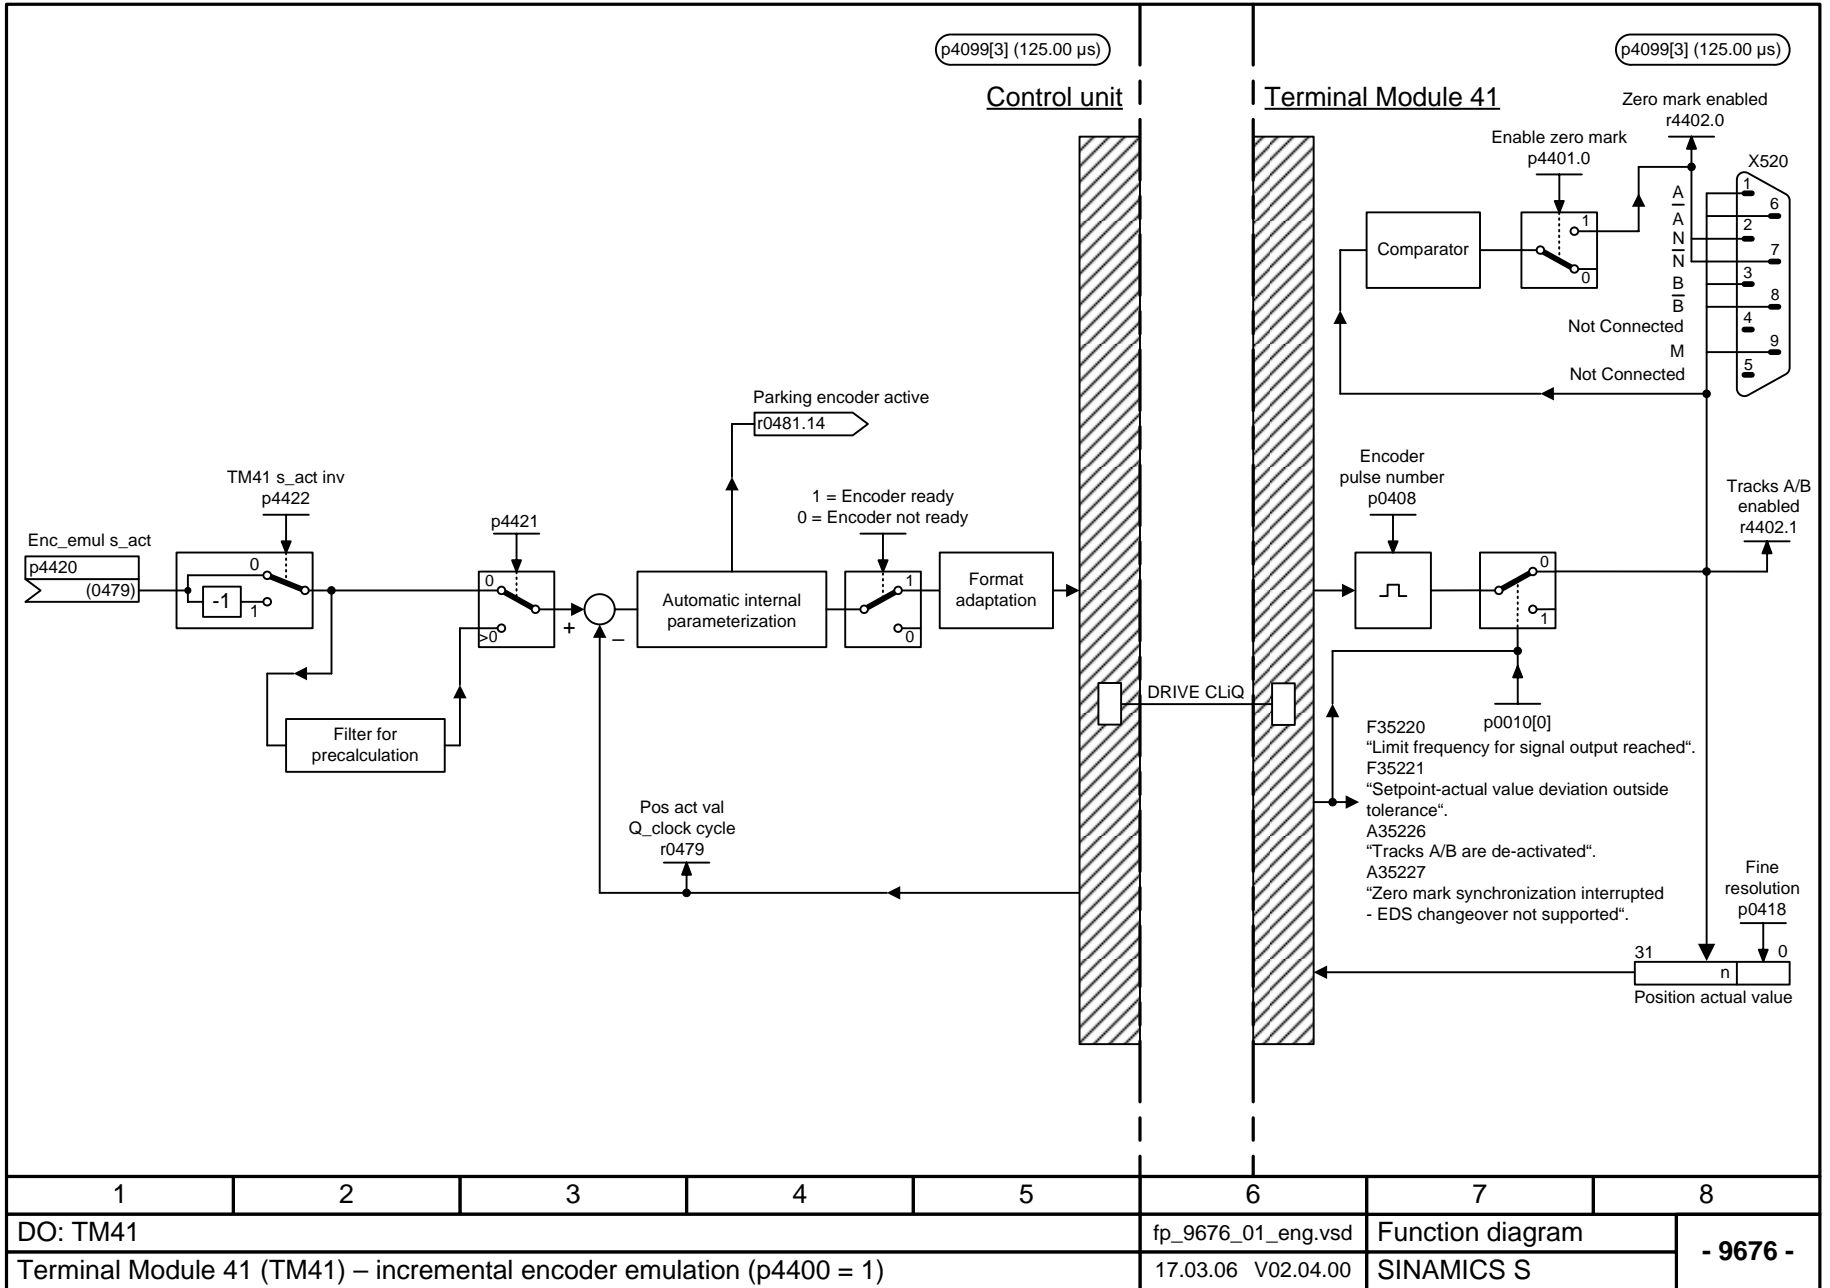 p4099[3] (125.00 µs)
p4099[3] (125.00 µs)
Control unit
Terminal Module 41
Zero mark enabled
r4402.0
Enable zero mark
p4401.0
X520
1
6
2
7
3
8
4
9
5
A
A
N
N
B
B
Not Connected
M
Not Connected
Comparator
1
0
Parking encoder active
r0481.14
TM41 s_act inv
p4422
Enc_emul s_act
p4420
(0479)
0
-1
1
p4421
0
>0
+
–
Automatic internal
parameterization
1 = Encoder ready
0 = Encoder not ready
1
0
Format
adaptation
Filter for
precalculation
Pos act val
Q_clock cycle
r0479
DRIVE CLiQ
Encoder
pulse number
p0408
0
1
Tracks A/B
enabled
r4402.1
p0010[0]
F35220
“Limit frequency for signal output reached“.
F35221
“Setpoint-actual value deviation outside
tolerance“.
A35226
“Tracks A/B are de-activated“.
A35227
“Zero mark synchronization interrupted
- EDS changeover not supported“.
Fine
resolution
p0418
31
0
n
Position actual value
1 2 3 4 5 6 7 8
DO: TM41
fp_9676_01_eng.vsd
Function diagram
- 9676 -
Terminal Module 41 (TM41) – incremental encoder emulation (p4400 = 1)
17.03.06 V02.04.00
SINAMICS S